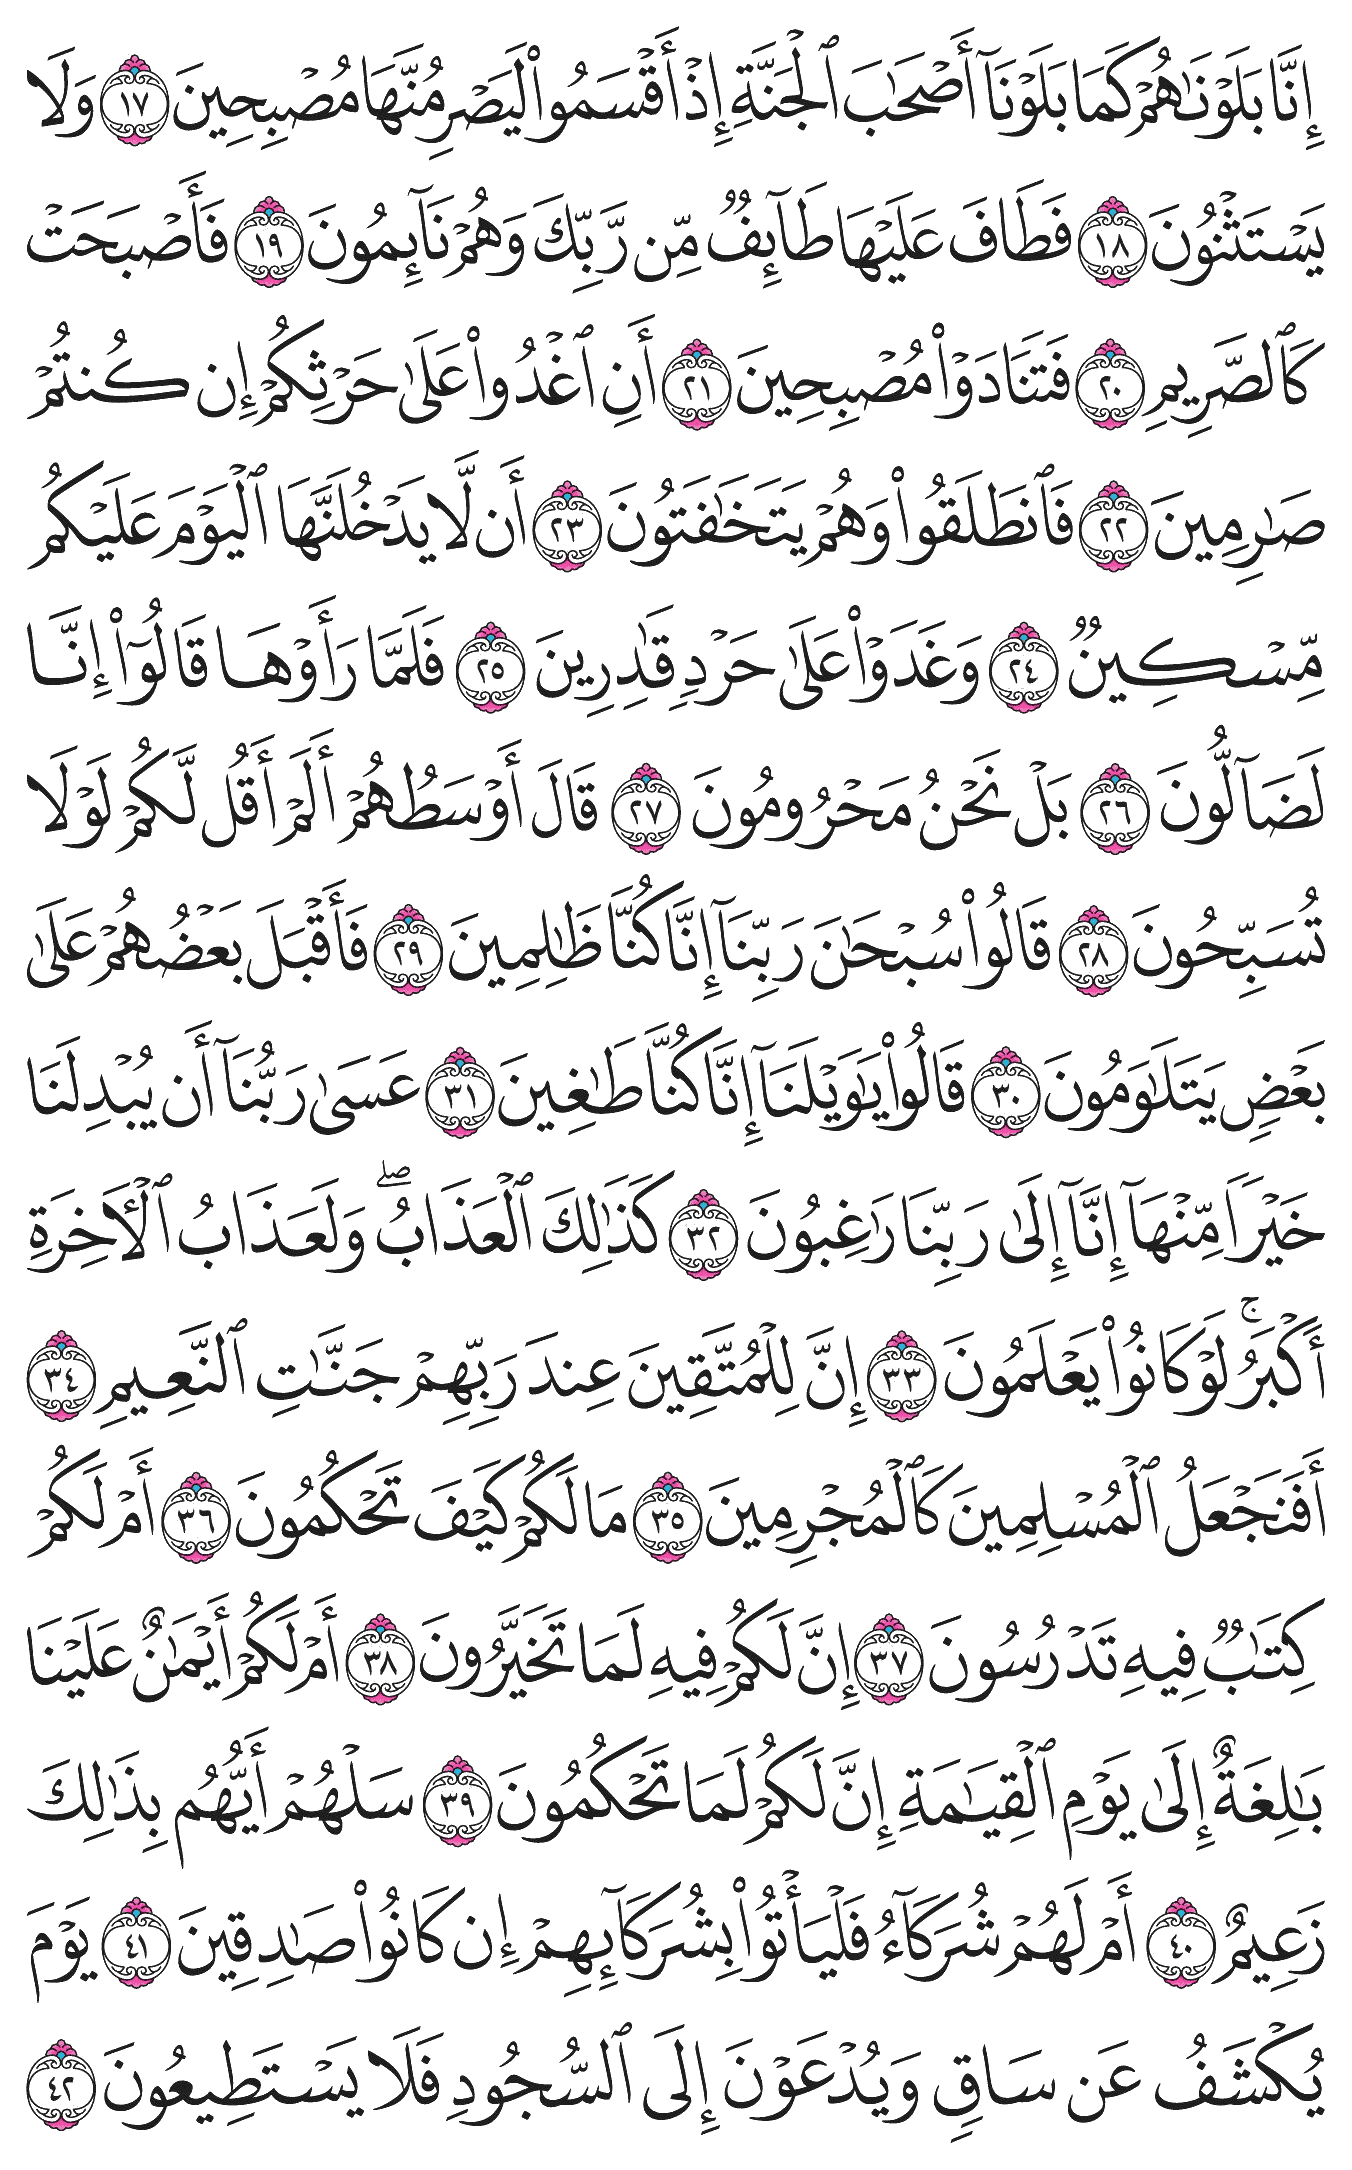 إِنَّا بَلَوْنَٰهُمْ كَمَا بَلَوْنَآ أَصْحَٰبَ ٱلْجَنَّةِ إِذْ أَقْسَمُوا۟ لَيَصْرِمُنَّهَا مُصْبِحِينَ ١٧ وَلَا
يَسْتَثْنُونَ ١٨ فَطَافَ عَلَيْهَا طَآئِفٌ مِّن رَّبِّكَ وَهُمْ نَآئِمُونَ ١٩ فَأَصْبَحَتْ
كَٱلصَّرِيمِ ٢٠ فَتَنَادَوْا۟ مُصْبِحِينَ ٢١ أَنِ ٱغْدُوا۟ عَلَىٰ حَرْثِكُمْ إِن كُنتُمْ
صَٰرِمِينَ ٢٢ فَٱنطَلَقُوا۟ وَهُمْ يَتَخَٰفَتُونَ ٢٣ أَن لَّا يَدْخُلَنَّهَا ٱلْيَوْمَ عَلَيْكُم
مِّسْكِينٌ ٢٤ وَغَدَوْا۟ عَلَىٰ حَرْدٍ قَٰدِرِينَ ٢٥ فَلَمَّا رَأَوْهَا قَالُوٓا۟ إِنَّا
لَضَآلُّونَ ٢٦ بَلْ نَحْنُ مَحْرُومُونَ ٢٧ قَالَ أَوْسَطُهُمْ أَلَمْ أَقُل لَّكُمْ لَوْلَا
تُسَبِّحُونَ ٢٨ قَالُوا۟ سُبْحَٰنَ رَبِّنَآ إِنَّا كُنَّا ظَٰلِمِينَ ٢٩ فَأَقْبَلَ بَعْضُهُمْ عَلَىٰ
بَعْضٍ يَتَلَٰوَمُونَ ٣٠ قَالُوا۟ يَٰوَيْلَنَآ إِنَّا كُنَّا طَٰغِينَ ٣١ عَسَىٰ رَبُّنَآ أَن يُبْدِلَنَا
خَيْرًا مِّنْهَآ إِنَّآ إِلَىٰ رَبِّنَا رَٰغِبُونَ ٣٢ كَذَٰلِكَ ٱلْعَذَابُ ۖ وَلَعَذَابُ ٱلْءَاخِرَةِ
أَكْبَرُ ۚ لَوْ كَانُوا۟ يَعْلَمُونَ ٣٣ إِنَّ لِلْمُتَّقِينَ عِندَ رَبِّهِمْ جَنَّٰتِ ٱلنَّعِيمِ ٣٤
أَفَنَجْعَلُ ٱلْمُسْلِمِينَ كَٱلْمُجْرِمِينَ ٣٥ مَا لَكُمْ كَيْفَ تَحْكُمُونَ ٣٦ أَمْ لَكُمْ
كِتَٰبٌ فِيهِ تَدْرُسُونَ ٣٧ إِنَّ لَكُمْ فِيهِ لَمَا تَخَيَّرُونَ ٣٨ أَمْ لَكُمْ أَيْمَٰنٌ عَلَيْنَا
بَٰلِغَةٌ إِلَىٰ يَوْمِ ٱلْقِيَٰمَةِ إِنَّ لَكُمْ لَمَا تَحْكُمُونَ ٣٩ سَلْهُمْ أَيُّهُم بِذَٰلِكَ
زَعِيمٌ ٤٠ أَمْ لَهُمْ شُرَكَآءُ فَلْيَأْتُوا۟ بِشُرَكَآئِهِمْ إِن كَانُوا۟ صَٰدِقِينَ ٤١ يَوْمَ
يُكْشَفُ عَن سَاقٍ وَيُدْعَوْنَ إِلَى ٱلسُّجُودِ فَلَا يَسْتَطِيعُونَ ٤٢